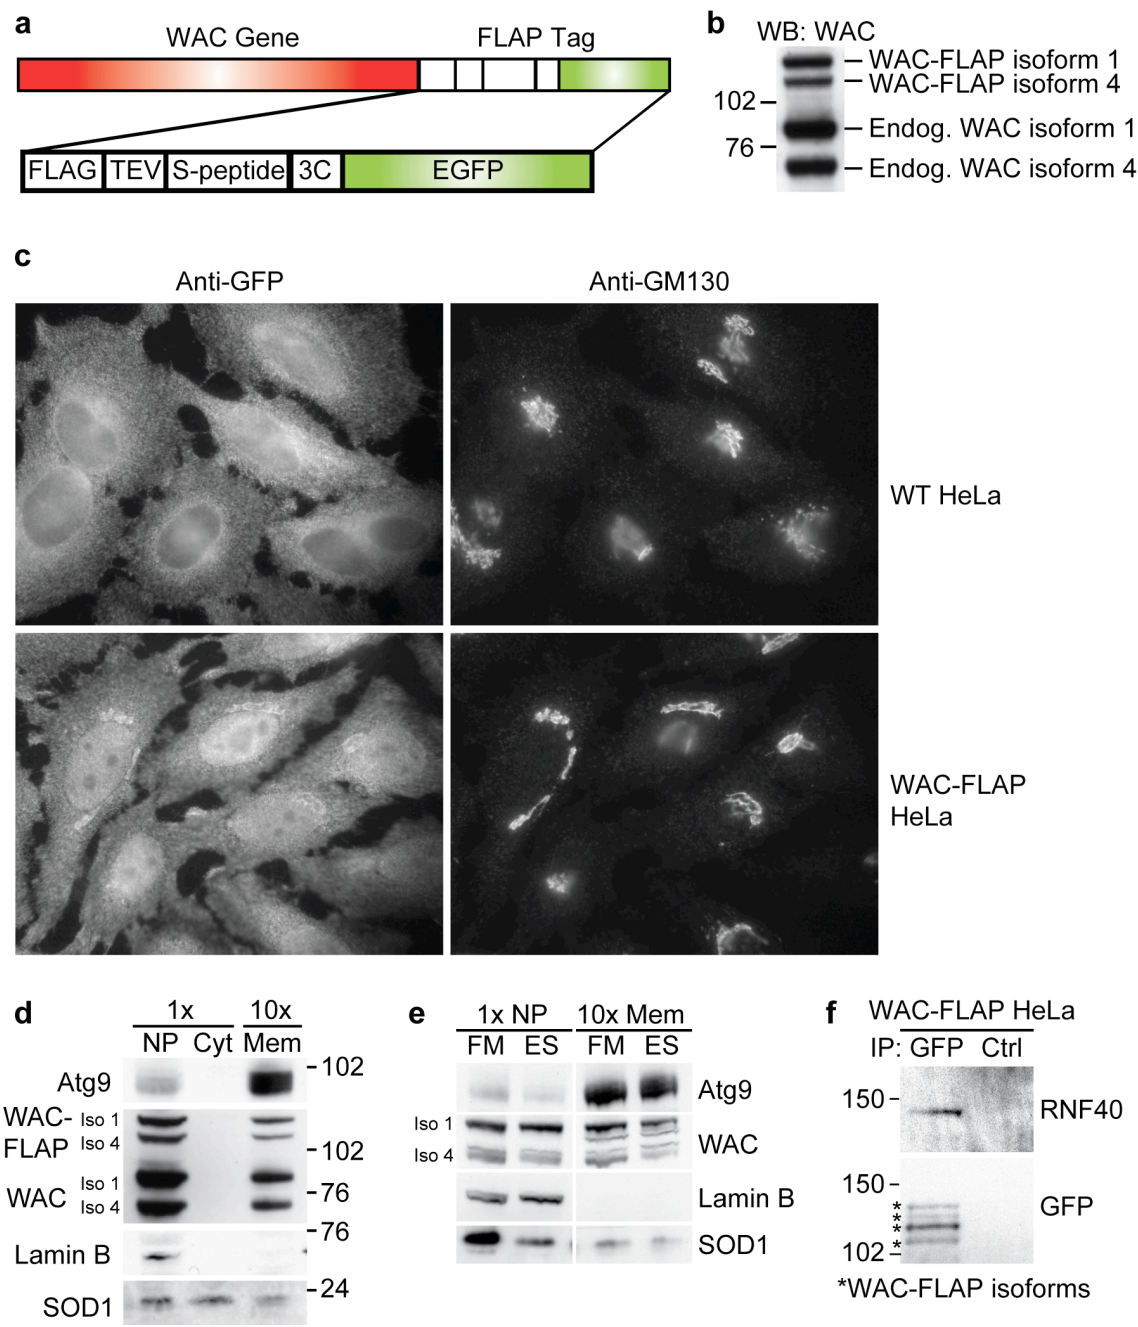 a
WAC Gene
FLAP Tag
FLAG
TEV
S-peptide
3C
EGFP
b
WB: WAC
WAC-FLAP isoform 1
WAC-FLAP isoform 4
102
Endog. WAC isoform 1
76
Endog. WAC isoform 4
c
Anti-GFP
Anti-GM130
WT HeLa
WAC-FLAP
HeLa
d
1x
10x
NP
Cyt
Mem
Atg9
102
WAC-
FLAP
Iso 1
Iso 4
102
WAC
Iso 1
Iso 4
76
76
Lamin B
24
SOD1
e
1x NP
10x Mem
FM
ES
FM
ES
Atg9
Iso 1
Iso 4
WAC
Lamin B
SOD1
f
WAC-FLAP HeLa
IP: GFP
Ctrl
150
RNF40
150
*
*
*
*
GFP
102
*WAC-FLAP isoforms